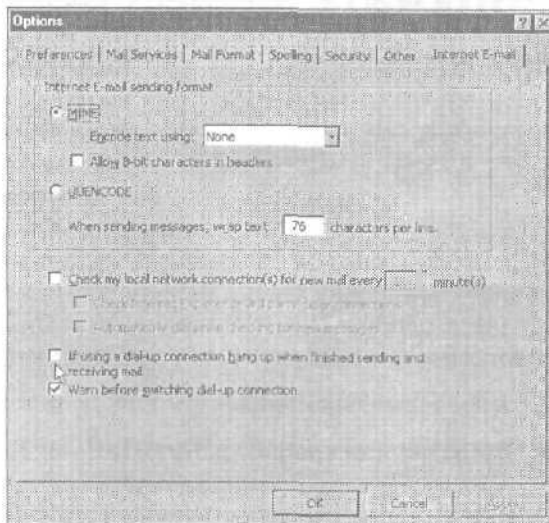 Options
Preferences | Mail Services | Mail Format | Spelling | Security | Other | Internet E-mail
Internet E-mail sending format
MIME
Encode text using: None
Allow 8-bit characters in headers
UUENCODE
When sending messages, wrap text 76 characters per line.
Check my local network connection(s) for new mail every minute(s)
If using a dial-up connection hang up when finished sending and
receiving mail
Warn before switching dial-up connection
OK Cancel Apply